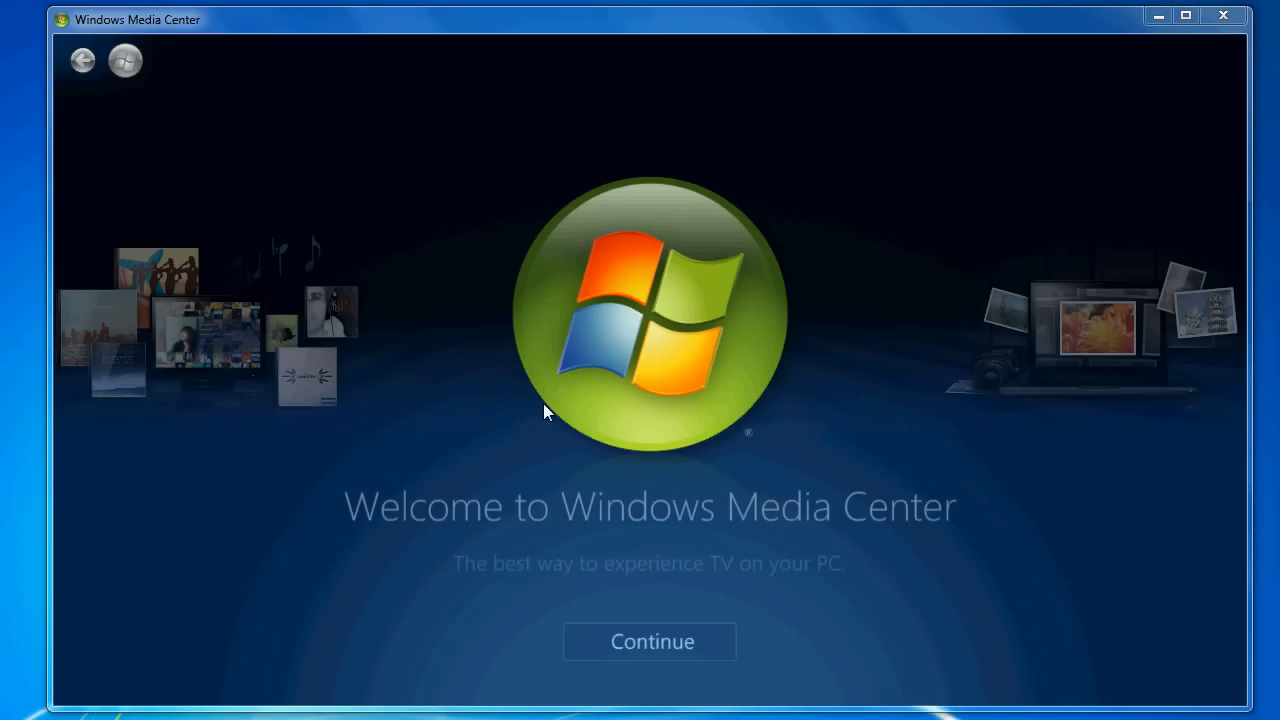 Windows Media Center
®
Welcome to Windows Media Center
The best way to experience TV on your PC.
Continue